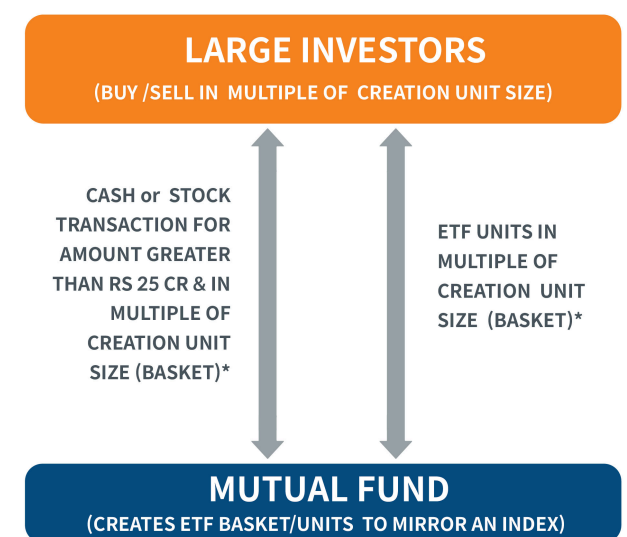 LARGE INVESTORS
(BUY /SELL IN MULTIPLE OF CREATION UNIT SIZE)
CASH or STOCK
TRANSACTION FOR
AMOUNT GREATER
THAN RS 25 CR & IN
MULTIPLE OF
CREATION UNIT
SIZE (BASKET)*
ETF UNITS IN
MULTIPLE OF
CREATION UNIT
SIZE (BASKET)*
MUTUAL FUND
(CREATES ETF BASKET/UNITS TO MIRROR AN INDEX)